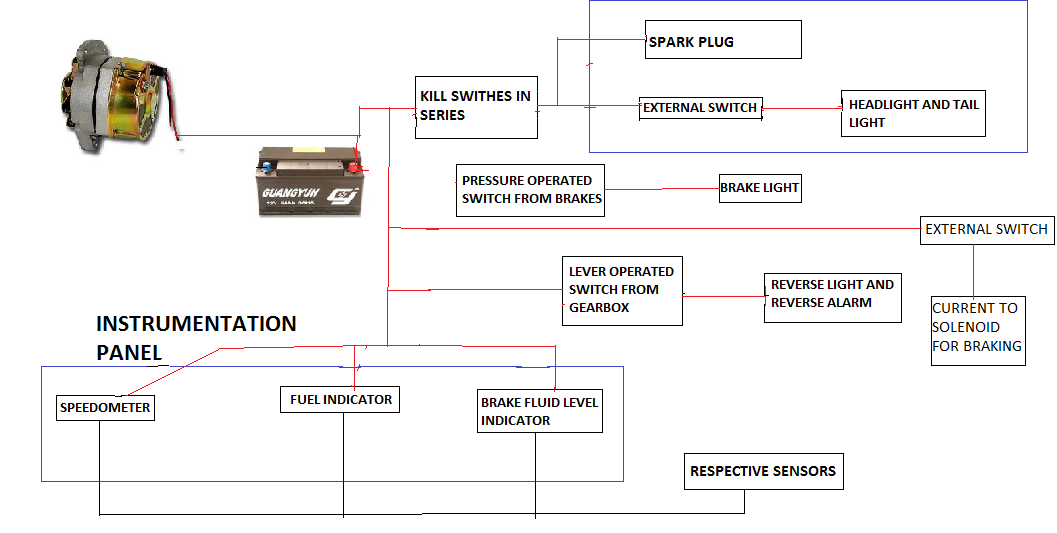 SPARK PLUG
KILL SWITHES IN
SERIES
EXTERNAL SWITCH
HEADLIGHT AND TAIL
LIGHT
GUANGYUN
PRESSURE OPERATED
SWITCH FROM BRAKES
BRAKE LIGHT
EXTERNAL SWITCH
LEVER OPERATED
SWITCH FROM
GEARBOX
REVERSE LIGHT AND
REVERSE ALARM
CURRENT TO
SOLENOID
FOR BRAKING
INSTRUMENTATION
PANEL
SPEEDOMETER
FUEL INDICATOR
BRAKE FLUID LEVEL
INDICATOR
RESPECTIVE SENSORS